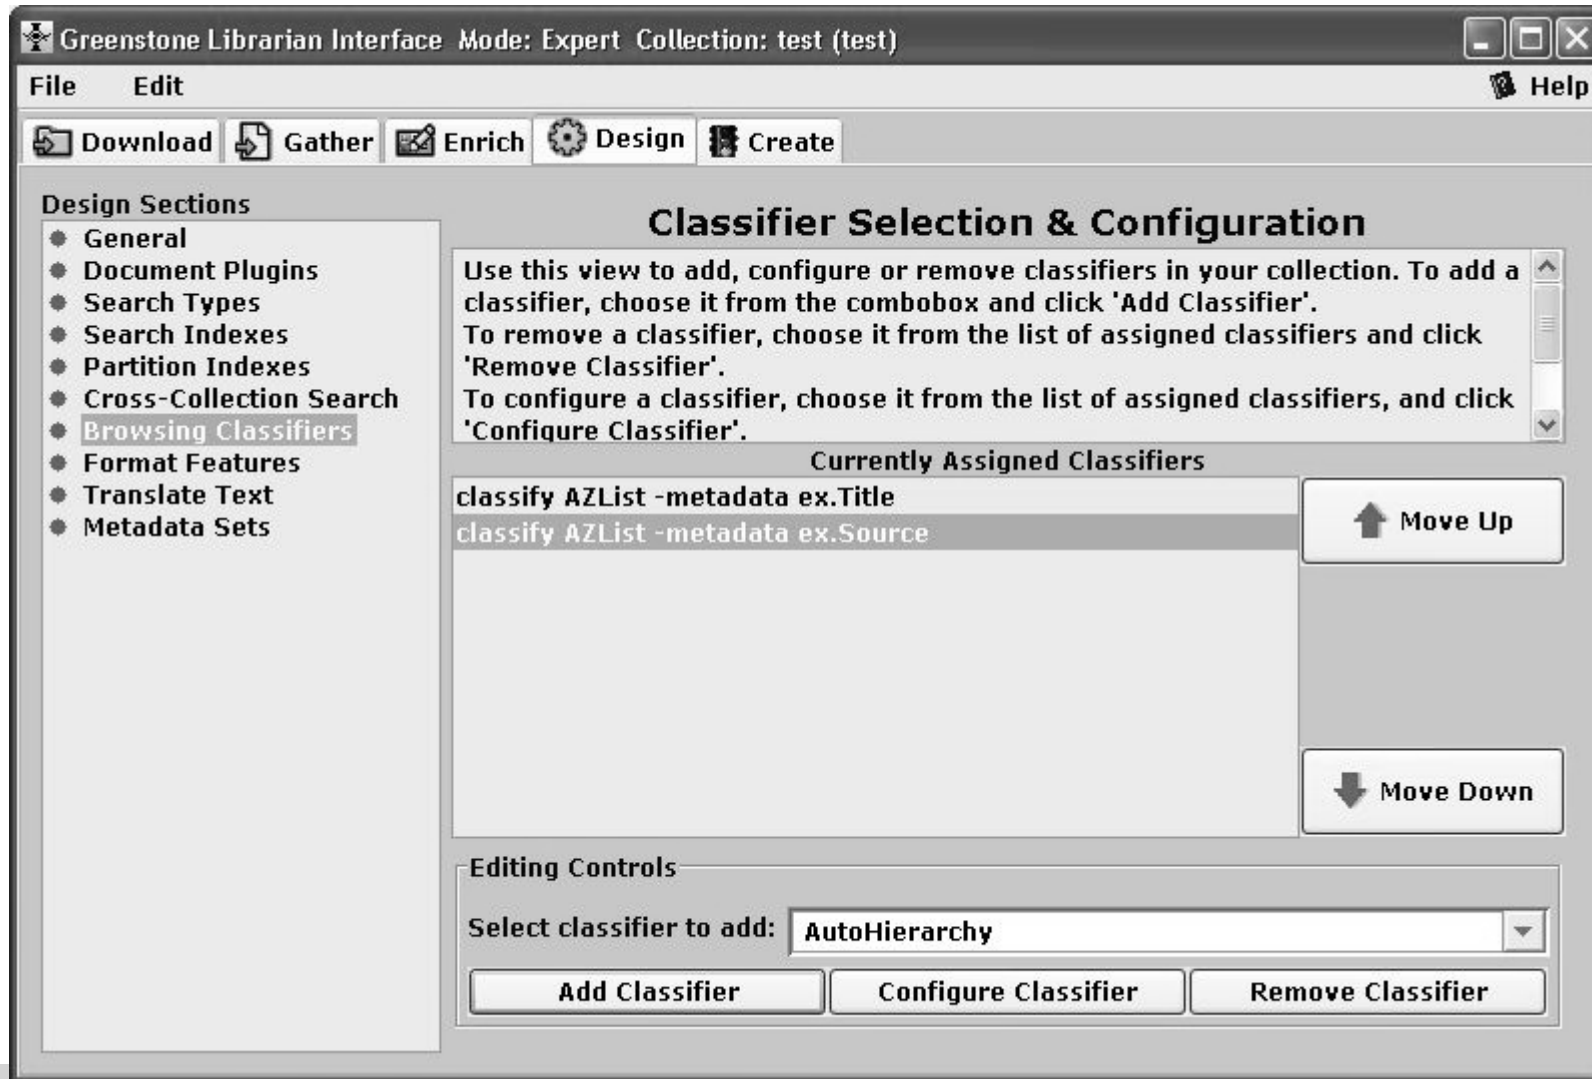 Greenstone Librarian Interface Mode: Expert Collection: test (test)
File Edit Help
Download Gather Enrich Design Create
Design Sections
General
Document Plugins
Search Types
Search Indexes
Partition Indexes
Cross-Collection Search
Browsing Classifiers
Format Features
Translate Text
Metadata Sets
Classifier Selection & Configuration
Use this view to add, configure or remove classifiers in your collection. To add a
classifier, choose it from the combobox and click 'Add Classifier'.
To remove a classifier, choose it from the list of assigned classifiers and click
'Remove Classifier'.
To configure a classifier, choose it from the list of assigned classifiers, and click
'Configure Classifier'.
Currently Assigned Classifiers
classify AZList -metadata ex.Title
classify AZList -metadata ex.Source
Move Up
Move Down
Editing Controls
Select classifier to add: AutoHierarchy
Add Classifier Configure Classifier Remove Classifier